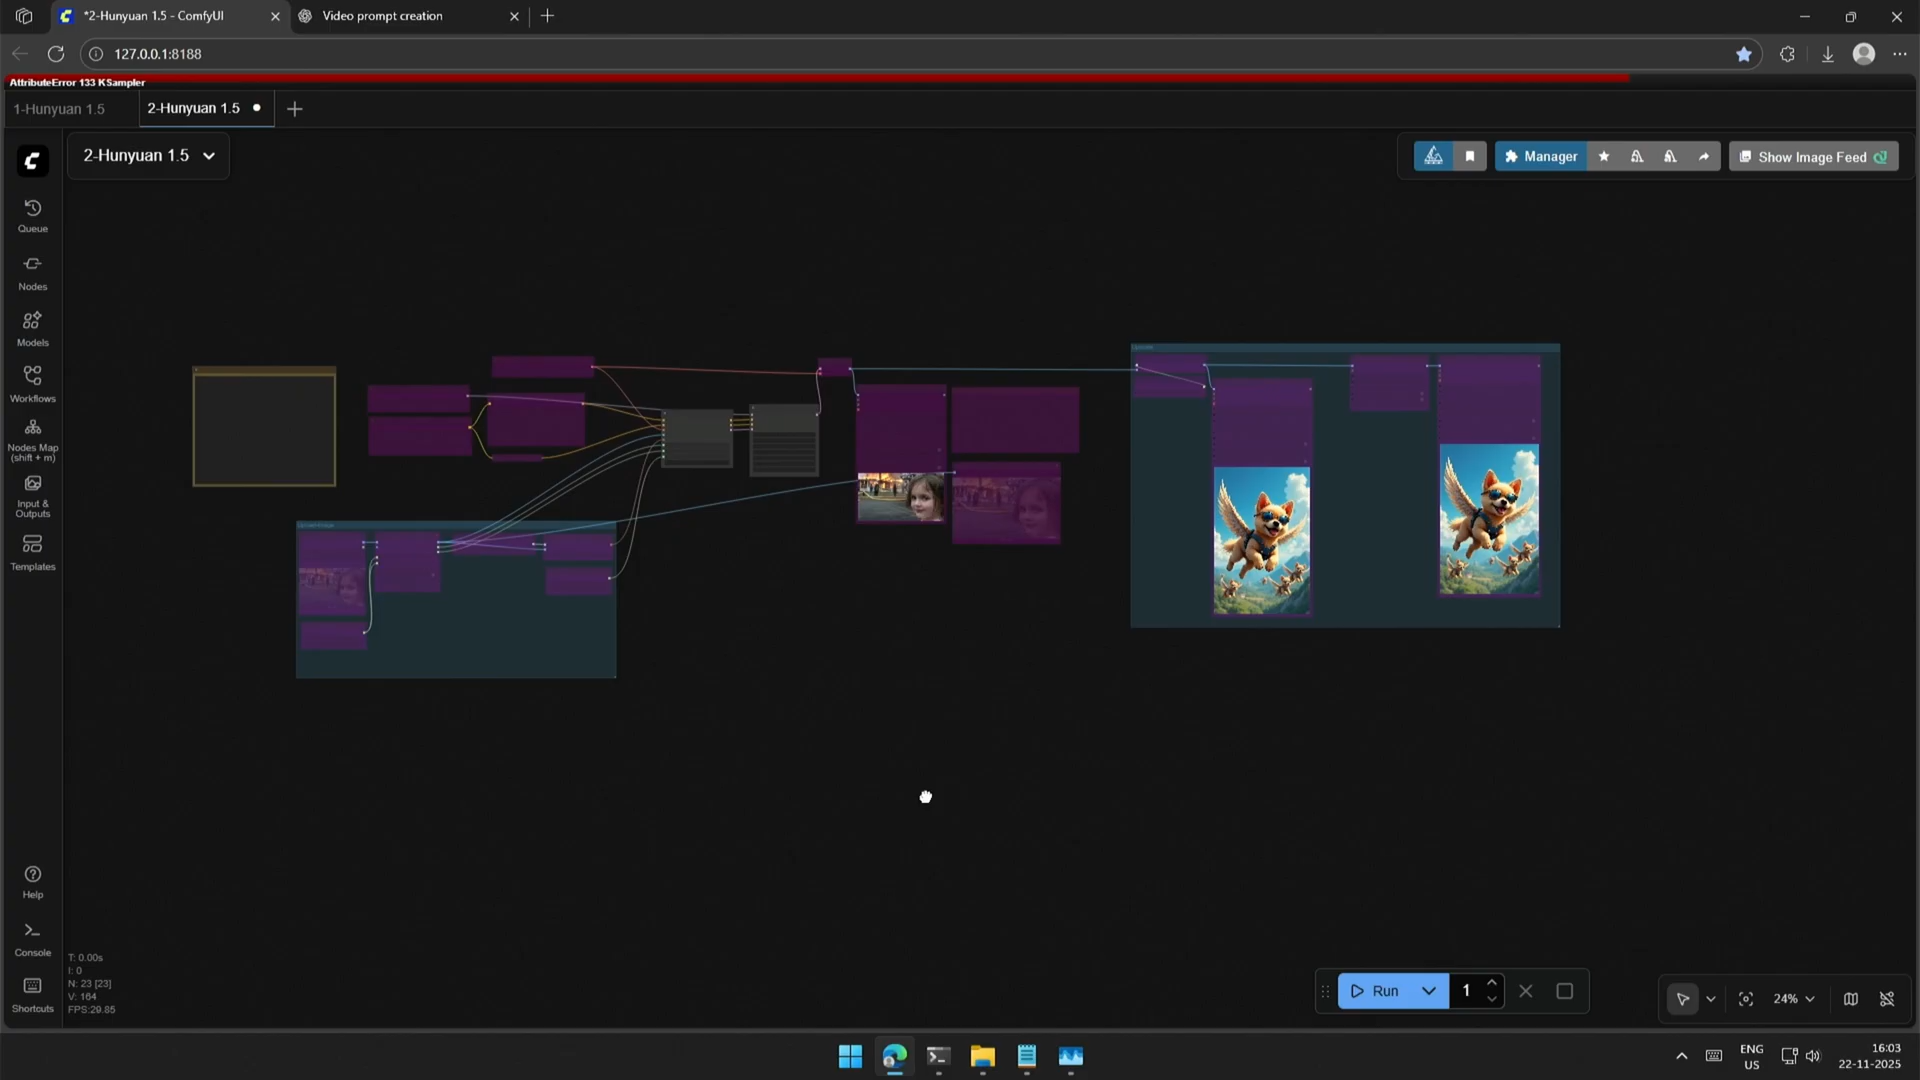 *2-Hunyuan 1.5 - ComfyUI
Video prompt creation
127.0.0.1:8188
AttributeError 133 KSampler
1-Hunyuan 1.5
2-Hunyuan 1.5
2-Hunyuan 1.5
Manager
Show Image Feed
Queue
Nodes
Models
Workflows
Nodes Map
(shift + m)
Input &
Outputs
Templates
Help
Console
Shortcuts
T: 0.00s
I: 0
N: 23 [23]
V: 164
FPS:29.85
Run
1
24%
ENG
US
16:03
22-11-2025